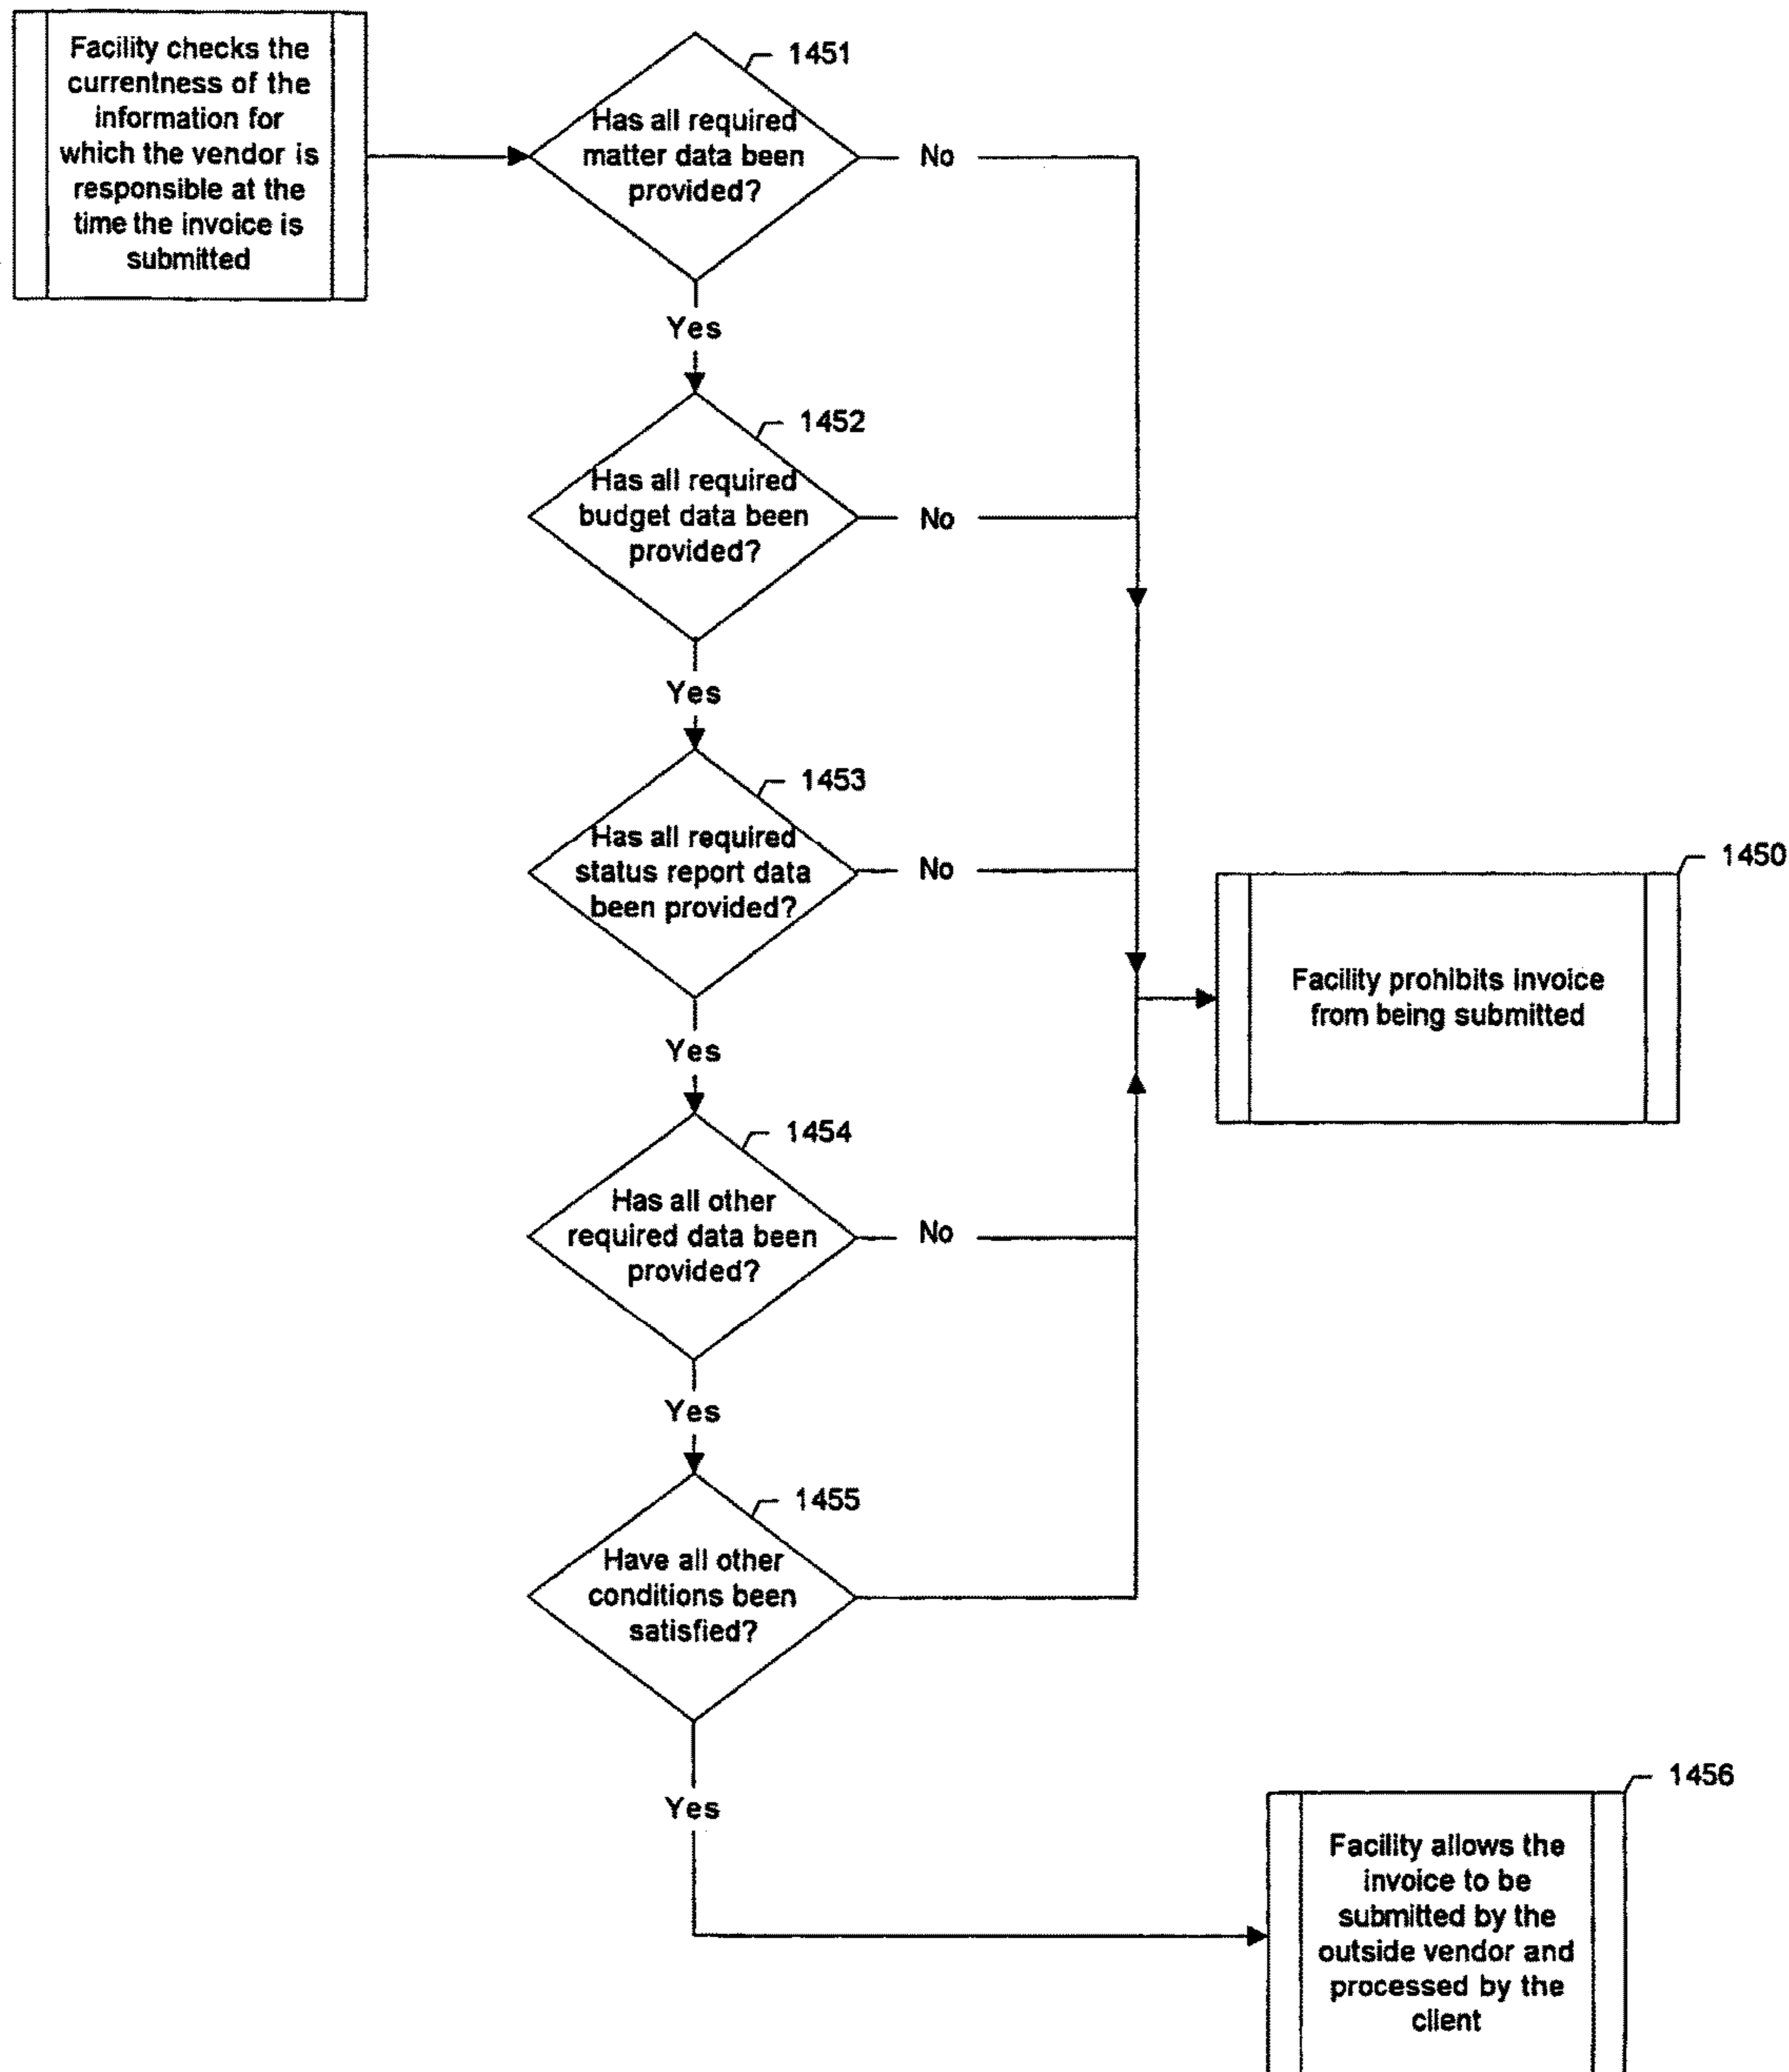 Facility checks the
currentness of the
information for
which the vendor is
responsible at the
time the invoice is
submitted
1451
Has all required
matter data been
provided?
No
Yes
1452
Has all required
budget data been
provided?
No
Yes
1453
Has all required
status report data
been provided?
No
Yes
1450
Facility prohibits invoice
from being submitted
1454
Has all other
required data been
provided?
No
Yes
1455
Have all other
conditions been
satisfied?
Yes
1456
Facility allows the
invoice to be
submitted by the
outside vendor and
processed by the
client